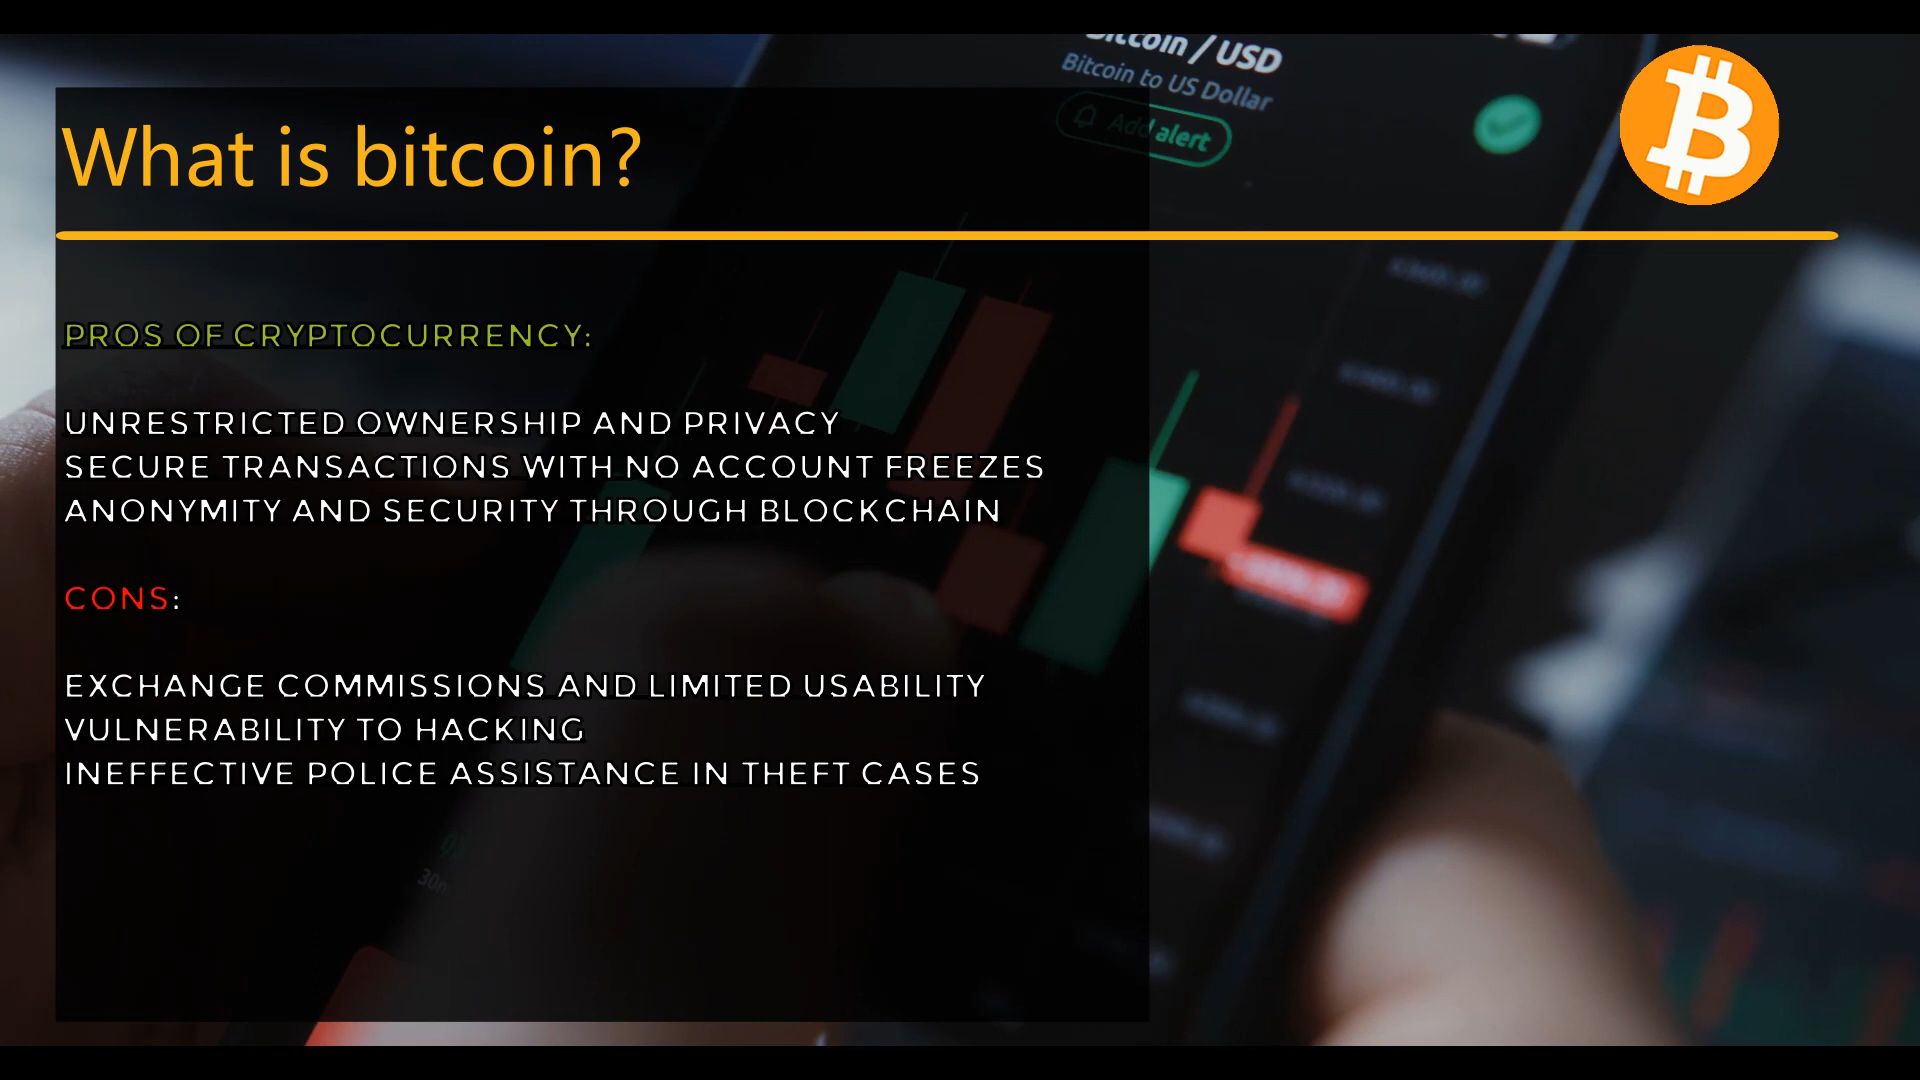 Bitcoin / USD
Bitcoin to US Dollar
Add alert
What is bitcoin?
PROS OF CRYPTOCURRENCY:
UNRESTRICTED OWNERSHIP AND PRIVACY
SECURE TRANSACTIONS WITH NO ACCOUNT FREEZES
ANONYMITY AND SECURITY THROUGH BLOCKCHAIN
CONS:
EXCHANGE COMMISSIONS AND LIMITED USABILITY
VULNERABILITY TO HACKING
INEFFECTIVE POLICE ASSISTANCE IN THEFT CASES